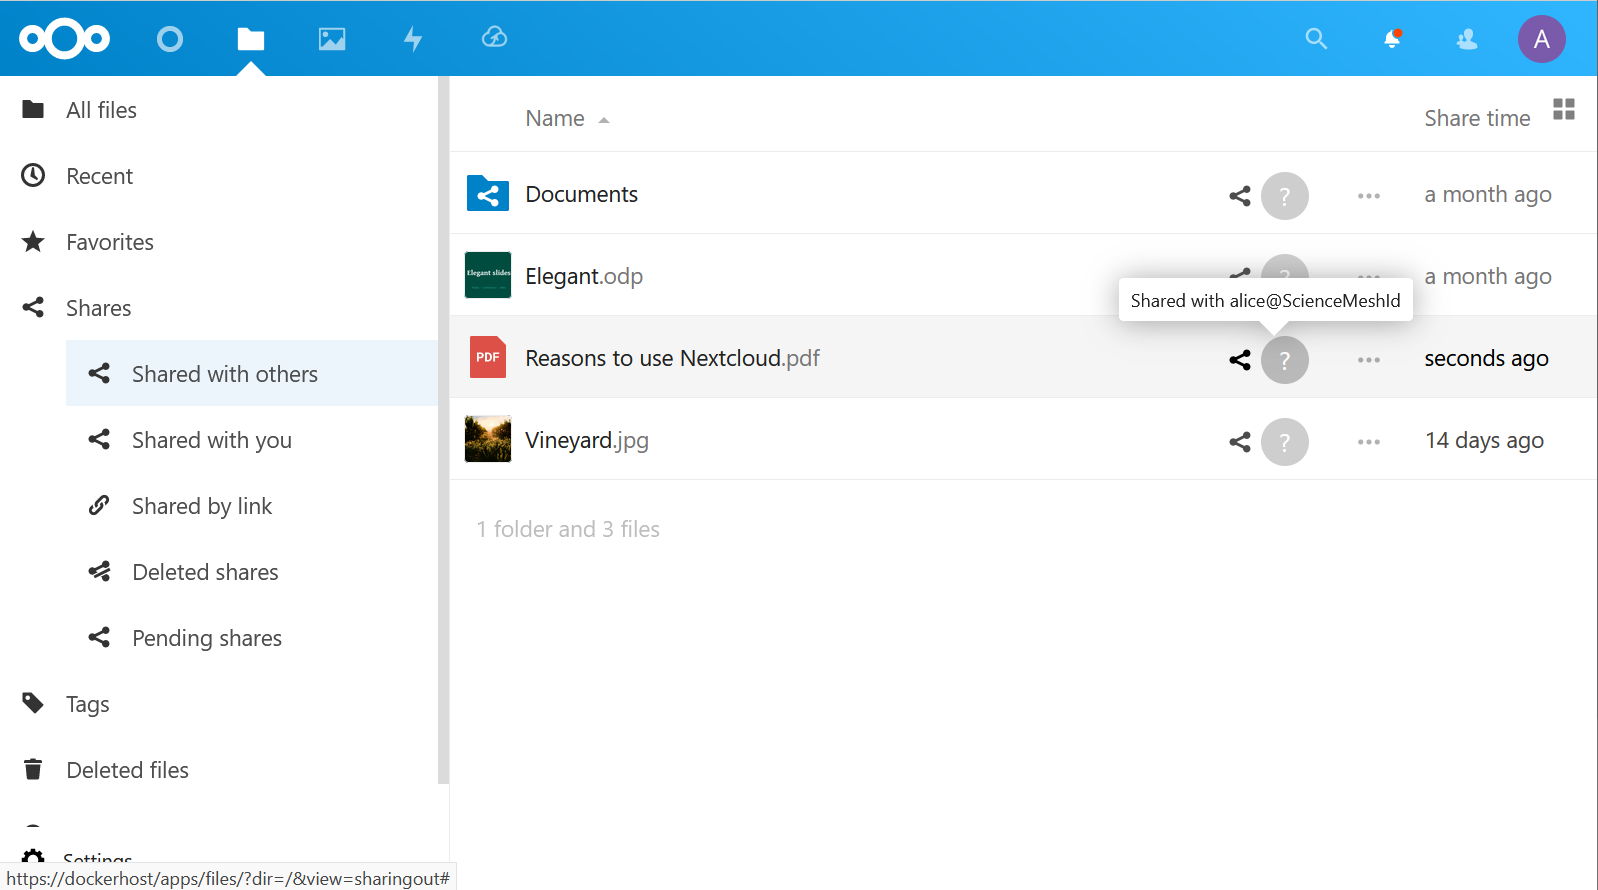 A
All files
Recent
Favorites
Shares
Shared with others
Shared with you
Shared by link
Deleted shares
Pending shares
Tags
Deleted files
Settings
https://dockerhost/apps/files/?dir=/&view=sharingout#
Name
Share time
Documents
?
a month ago
Elegant slides
Elegant.odp
?
a month ago
Shared with alice@ScienceMeshId
PDF
Reasons to use Nextcloud.pdf
?
seconds ago
Vineyard.jpg
?
14 days ago
1 folder and 3 files